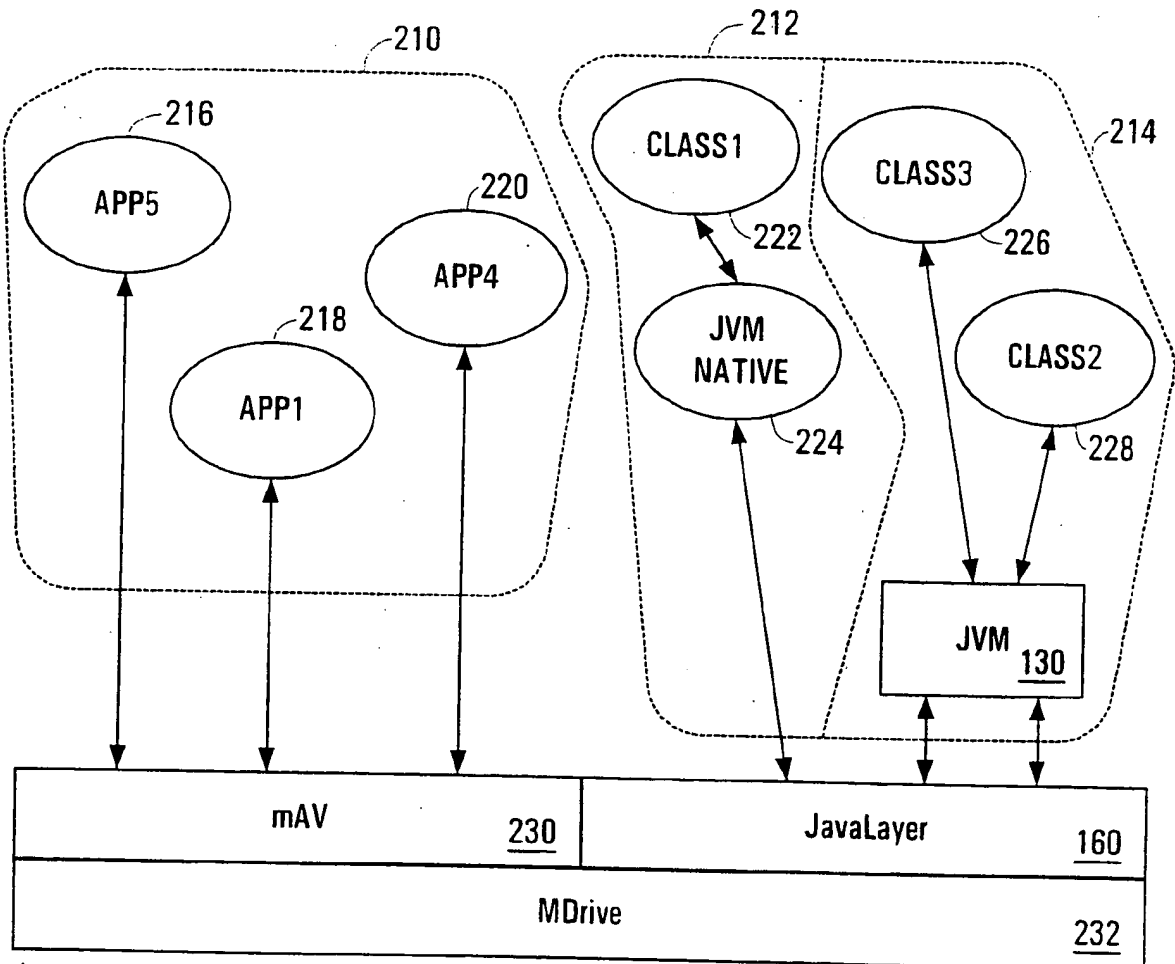 210
212
214
216
APP5
220
APP4
218
APP1
CLASS1
222
JVM
NATIVE
224
CLASS3
226
CLASS2
228
JVM
130
mAV
230
JavaLayer
160
MDrive
232